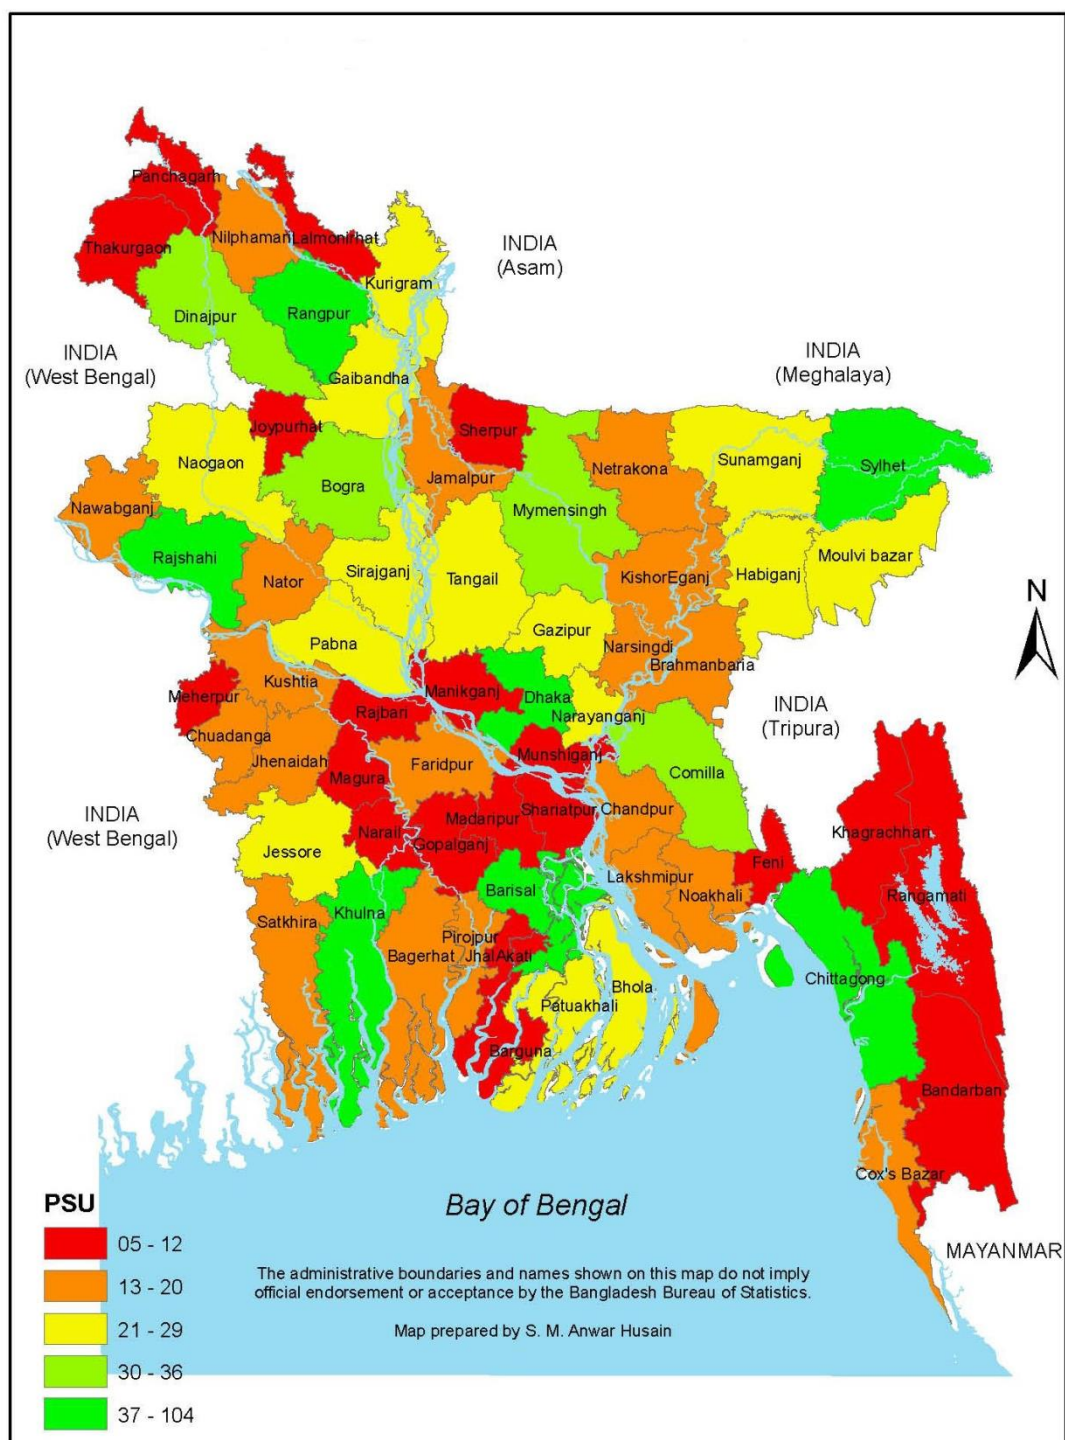 Panchagarh
Thakurgaon
Nilphamari
Lalmonirhat
INDIA
(Asam)
Kurigram
Dinajpur
Rangpur
INDIA
(West Bengal)
INDIA
(Meghalaya)
Gaibandha
Joypurhat
Sherpur
Naogaon
Netrakona
Sunamganj
Sylhet
Bogra
Jamalpur
Nawabganj
Mymensingh
Rajshahi
Moulvi bazar
Sirajganj
Nator
Tangail
KishorEganj
Habiganj
N
Gazipur
Pabna
Narsingdi
Brahmanbaria
Kushtia
Meherpur
Manikganj
Dhaka
Rajbari
Narayanganj
INDIA
(Tripura)
Chuadanga
Jhenaidah
Faridpur
Munshiganj
Magura
Comilla
INDIA
(West Bengal)
Madaripur
Shariatpur
Chandpur
Narail
Khagrachhari
Jessore
Gopalganj
Feni
Lakshmipur
Noakhali
Rangamati
Barisal
Khulna
Satkhira
Pirojpur
Bagerhat
JhalAkati
Chittagong
Bhola
Patuakhali
Barguna
Bandarban
Cox's Bazar
Bay of Bengal
MAYANMAR
PSU
05 - 12
13 - 20
21 - 29
30 - 36
37 - 104
The administrative boundaries and names shown on this map do not imply
official endorsement or acceptance by the Bangladesh Bureau of Statistics.
Map prepared by S. M. Anwar Husain